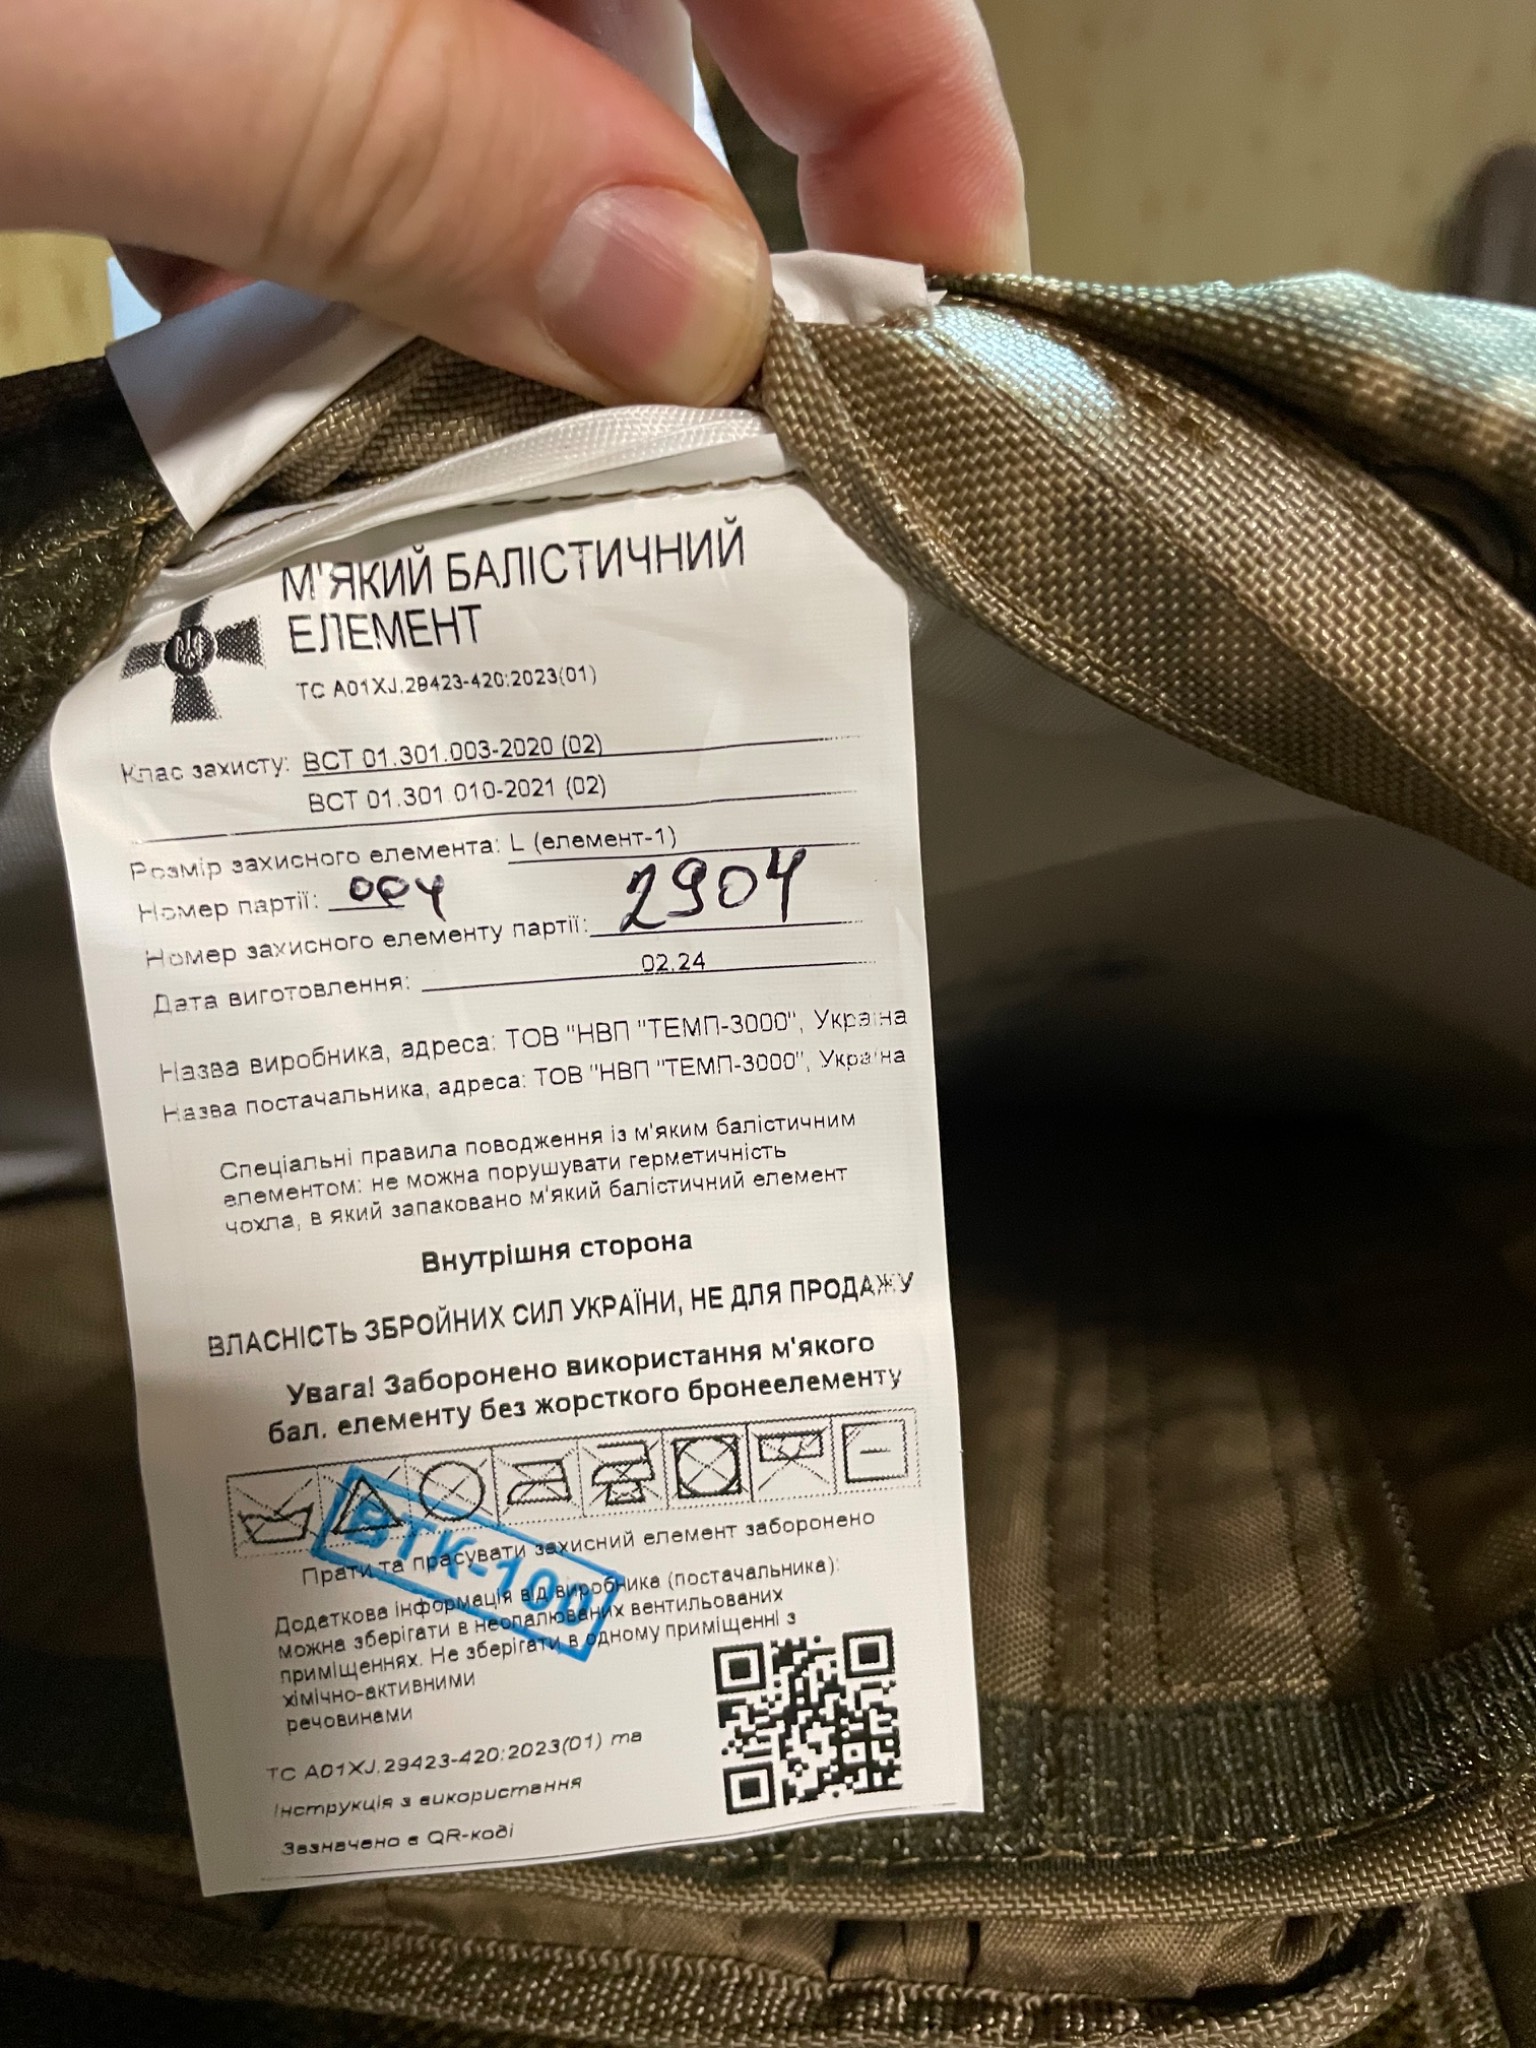 М'ЯКИЙ БАЛІСТИЧНИЙ
ЕЛЕМЕНТ
ТС А01XJ.29423-420:2023(01)
Клас захисту: ВСТ 01.301.003-2020 (02)
ВСТ 01.301.010-2021 (02)
Розмір захисного елемента: L (елемент-1)
Номер партії: 004
Номер захисного елементу партії: 2904
Дата виготовлення: 02.24
Назва виробника, адреса: ТОВ "НВП "ТЕМП-3000", Україна
Назва постачальника, адреса: ТОВ "НВП "ТЕМП-3000", Україна
Спеціальні правила поводження із м'яким балістичним
елементом: не можна порушувати герметичність
чохла, в який запаковано м'який балістичний елемент
Внутрішня сторона
ВЛАСНІСТЬ ЗБРОЙНИХ СИЛ УКРАЇНИ, НЕ ДЛЯ ПРОДАЖУ
Увага! Заборонено використання м'якого
бал. елементу без жорсткого бронеелементу
ВТК-100
Прати та прасувати захисний елемент заборонено
Додаткова інформація від виробника (постачальника):
можна зберігати в неопалюваних вентильованих
приміщеннях. Не зберігати в одному приміщенні з
хімічно-активними
речовинами
ТС А01XJ.29423-420:2023(01) та
Інструкція з використання
Зазначено в QR-коді